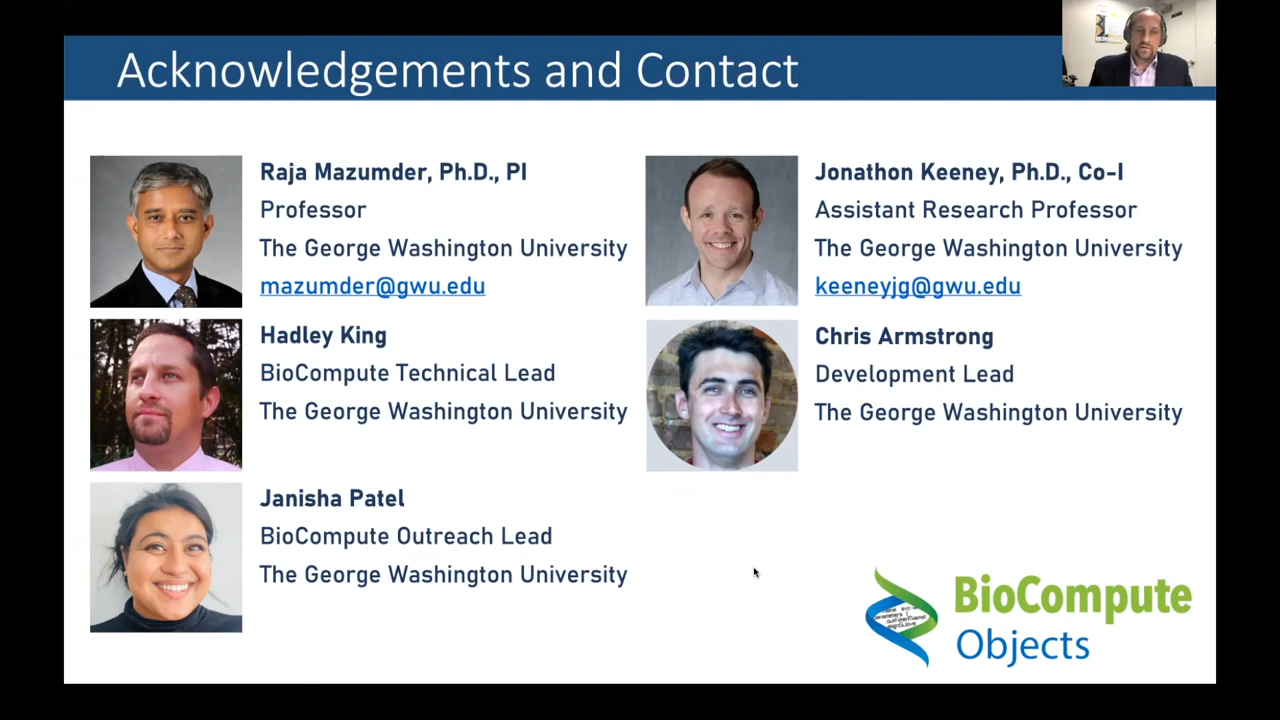 Acknowledgements and Contact
Raja Mazumder, Ph.D., PI
Professor
The George Washington University
mazumder@gwu.edu
Jonathon Keeney, Ph.D., Co-I
Assistant Research Professor
The George Washington University
keeneyjg@gwu.edu
Hadley King
BioCompute Technical Lead
The George Washington University
Chris Armstrong
Development Lead
The George Washington University
Janisha Patel
BioCompute Outreach Lead
The George Washington University
BioCompute
Objects